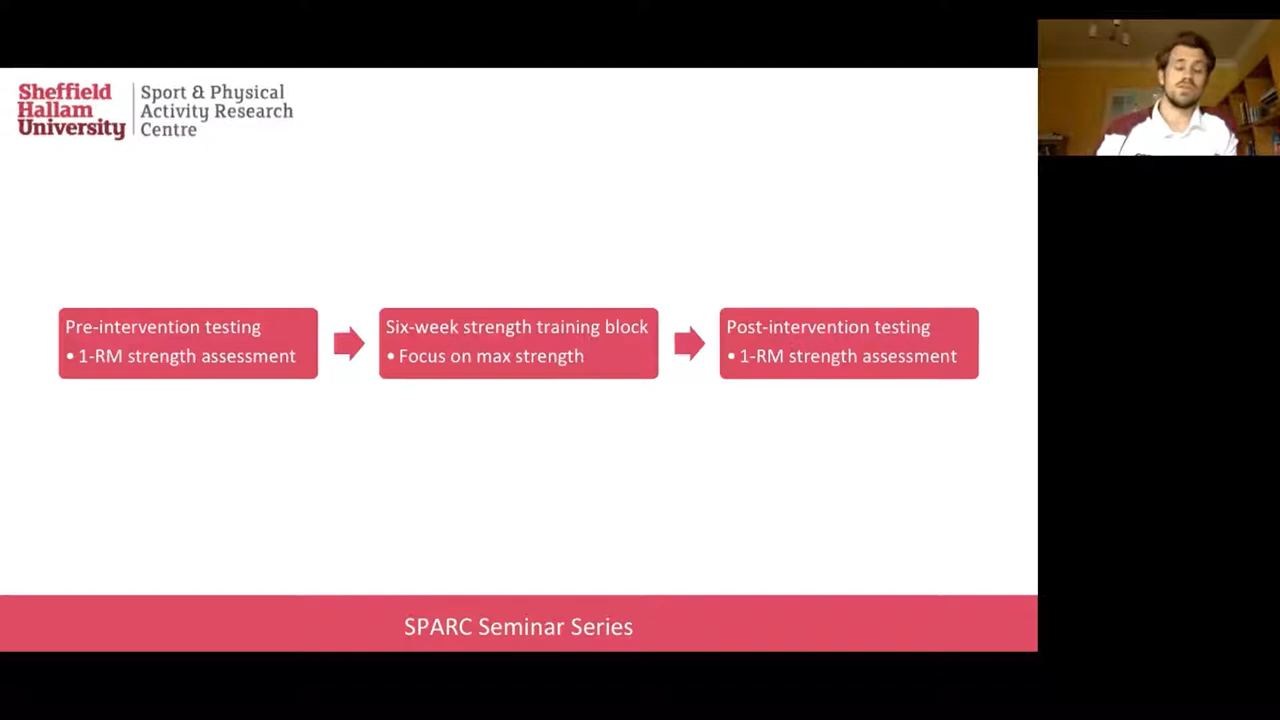 Sheffield
Hallam
University
Sport & Physical
Activity Research
Centre
Pre-intervention testing
• 1-RM strength assessment
Six-week strength training block
• Focus on max strength
Post-intervention testing
• 1-RM strength assessment
SPARC Seminar Series